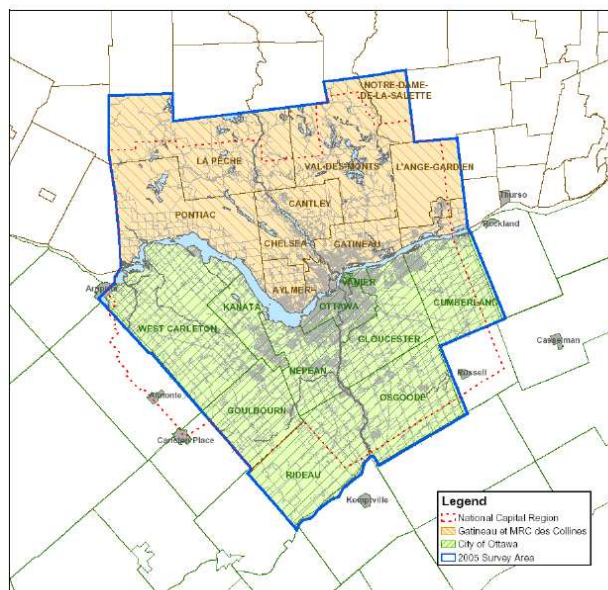 NOTRE-DAME-
DE-LA-SALETTE
LA PÊCHE
VAL-DES-MONTS
L'ANGE-GARDIEN
Thurso
CANTLEY
PONTIAC
Rockland
CHELSEA
GATINEAU
VANIER
Arnprior
AYLMER
CUMBERLAND
KANATA
OTTAWA
WEST CARLETON
GLOUCESTER
Casselman
NEPEAN
Russell
Almonte
OSGOODE
GOULBOURN
Carleton Place
RIDEAU
Kemptville
Legend
National Capital Region
Gatineau et MRC des Collines
City of Ottawa
2005 Survey Area